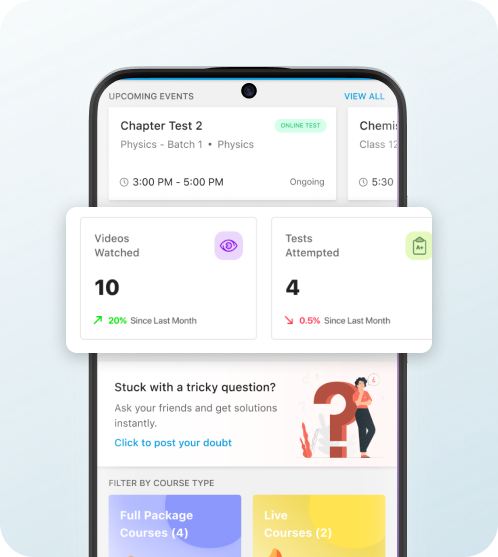 UPCOMING EVENTS
VIEW ALL
Chapter Test 2
ONLINE TEST
Physics - Batch 1 • Physics
3:00 PM - 5:00 PM
Ongoing
Class 12
5:30
Videos
Watched
10
20% Since Last Month
Tests
Attempted
A+
4
0.5% Since Last Month
Stuck with a tricky question?
Ask your friends and get solutions
instantly.
Click to post your doubt
FILTER BY COURSE TYPE
Full Package
Courses (4)
Live
Courses (2)